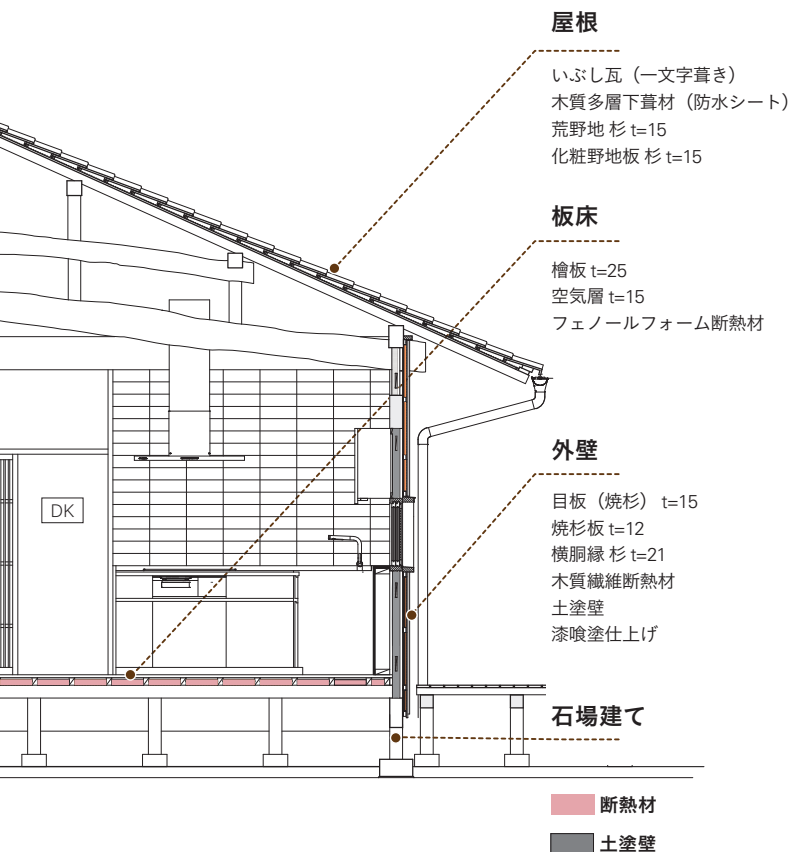 屋根
いぶし瓦（一文字葺き）
木質多層下葺材（防水シート）
荒野地 杉 t=15
化粧野地板 杉 t=15
板床
檜板 t=25
空気層 t=15
フェノールフォーム断熱材
外壁
目板（焼杉） t=15
焼杉板 t=12
横胴縁 杉 t=21
木質繊維断熱材
土塗壁
漆喰塗仕上げ
DK
石場建て
断熱材
土塗壁